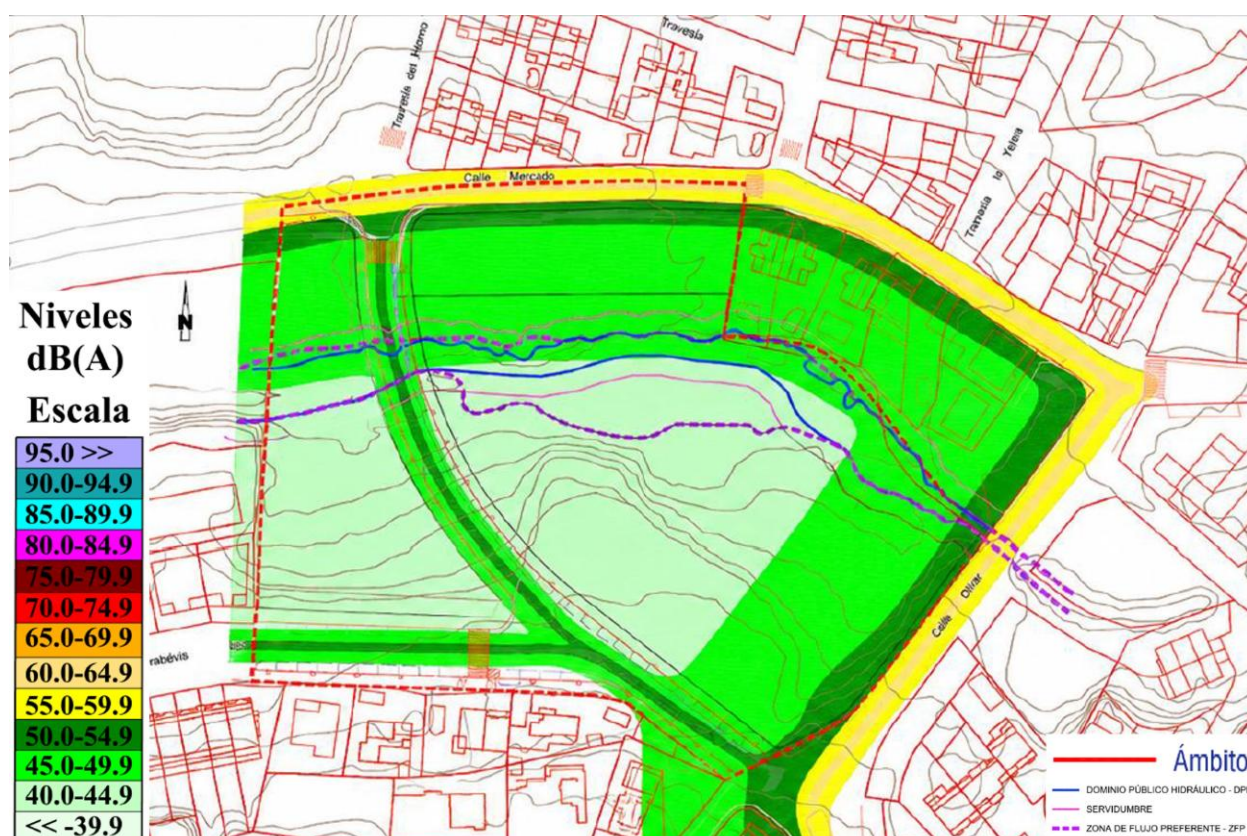 Travesía
Travesía del Horno
Travesía la Yelera
Calle Mercado
N
Niveles
dB(A)
Escala
95.0 >>
90.0-94.9
85.0-89.9
80.0-84.9
75.0-79.9
70.0-74.9
65.0-69.9
60.0-64.9
55.0-59.9
50.0-54.9
45.0-49.9
40.0-44.9
<< -39.9
Calle Olivar
rabévis
Ámbito
DOMINIO PÚBLICO HIDRÁULICO - DP
SERVIDUMBRE
ZONA DE FLUJO PREFERENTE - ZFP